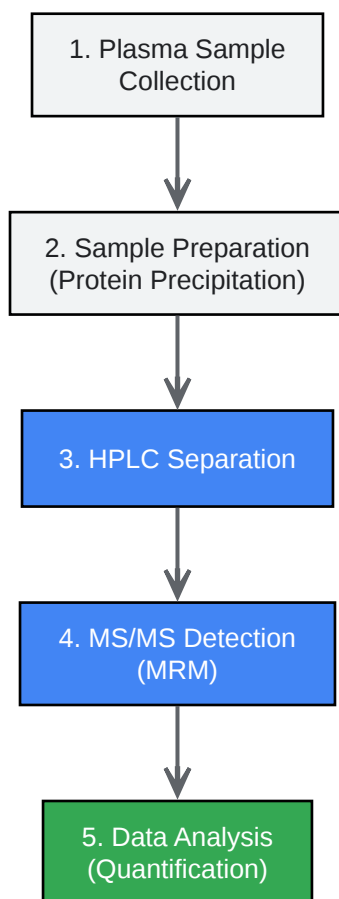 1. Plasma Sample
Collection
2. Sample Preparation
(Protein Precipitation)
3. HPLC Separation
4. MS/MS Detection
(MRM)
5. Data Analysis
(Quantification)